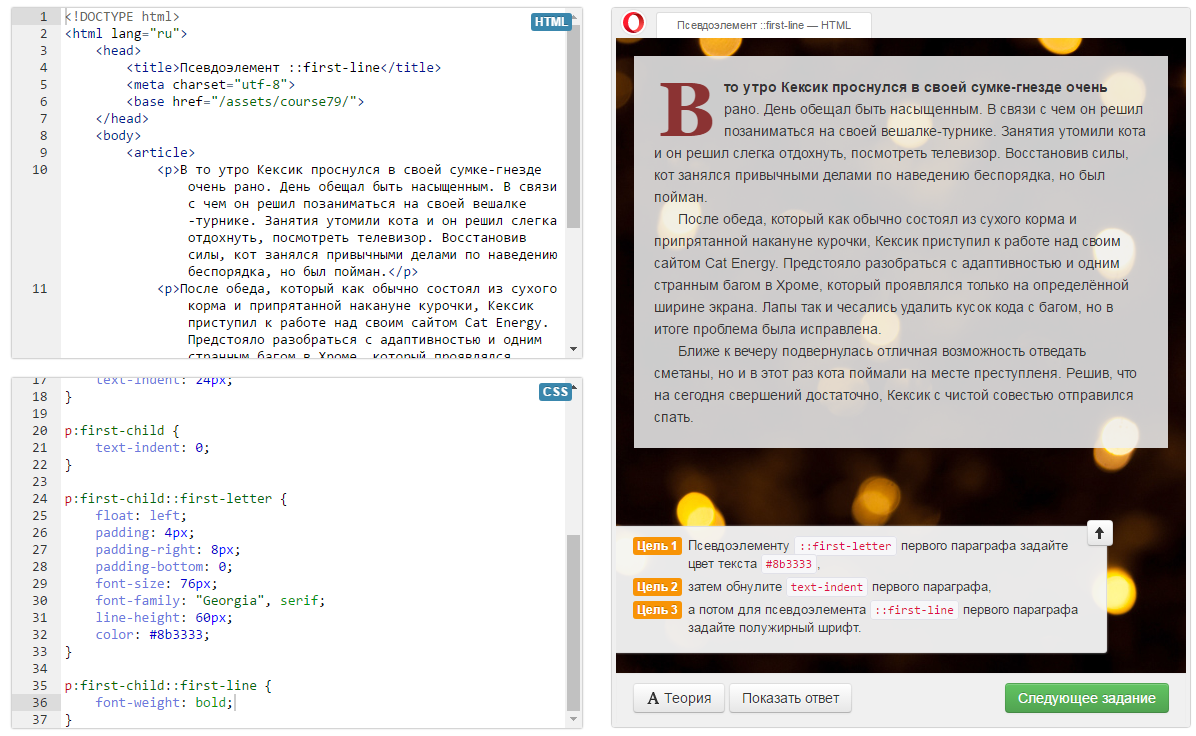 1 <!DOCTYPE html>
HTML
2 <html lang="ru">
3 <head>
4 <title>Псевдоэлемент ::first-line</title>
5 <meta charset="utf-8">
6 <base href="/assets/course79/">
7 </head>
8 <body>
9 <article>
10 <p>В то утро Кексик проснулся в своей сумке-гнезде
очень рано. День обещал быть насыщенным. В связи
с чем он решил позаниматься на своей вешалке
-турнике. Занятия утомили кота и он решил слегка
отдохнуть, посмотреть телевизор. Восстановив
силы, кот занялся привычными делами по наведению
беспорядка, но был пойман.</p>
11 <p>После обеда, который как обычно состоял из сухого
корма и припрятанной накануне курочки, Кексик
приступил к работе над своим сайтом Cat Energy.
Предстояло разобраться с адаптивностью и одним
странным багом в Хроме, который проявлялся
17 text-indent: 24px;
CSS
18 }
19
20 p:first-child {
21 text-indent: 0;
22 }
23
24 p:first-child::first-letter {
25 float: left;
26 padding: 4px;
27 padding-right: 8px;
28 padding-bottom: 0;
29 font-size: 76px;
30 font-family: "Georgia", serif;
31 line-height: 60px;
32 color: #8b3333;
33 }
34
35 p:first-child::first-line {
36 font-weight: bold;
37 }
Псевдоэлемент ::first-line — HTML
В то утро Кексик проснулся в своей сумке-гнезде очень
рано. День обещал быть насыщенным. В связи с чем он решил
позаниматься на своей вешалке-турнике. Занятия утомили кота
и он решил слегка отдохнуть, посмотреть телевизор. Восстановив силы,
кот занялся привычными делами по наведению беспорядка, но был
пойман.
После обеда, который как обычно состоял из сухого корма и
припрятанной накануне курочки, Кексик приступил к работе над своим
сайтом Cat Energy. Предстояло разобраться с адаптивностью и одним
странным багом в Хроме, который проявлялся только на определённой
ширине экрана. Лапы так и чесались удалить кусок кода с багом, но в
итоге проблема была исправлена.
Ближе к вечеру подвернулась отличная возможность отведать
сметаны, но и в этот раз кота поймали на месте преступленя. Решив, что
на сегодня свершений достаточно, Кексик с чистой совестью отправился
спать.
Цель 1 Псевдоэлементу ::first-letter первого параграфа задайте
цвет текста #8b3333,
Цель 2 затем обнулите text-indent первого параграфа,
Цель 3 а потом для псевдоэлемента ::first-line первого параграфа
задайте полужирный шрифт.
A Теория
Показать ответ
Следующее задание